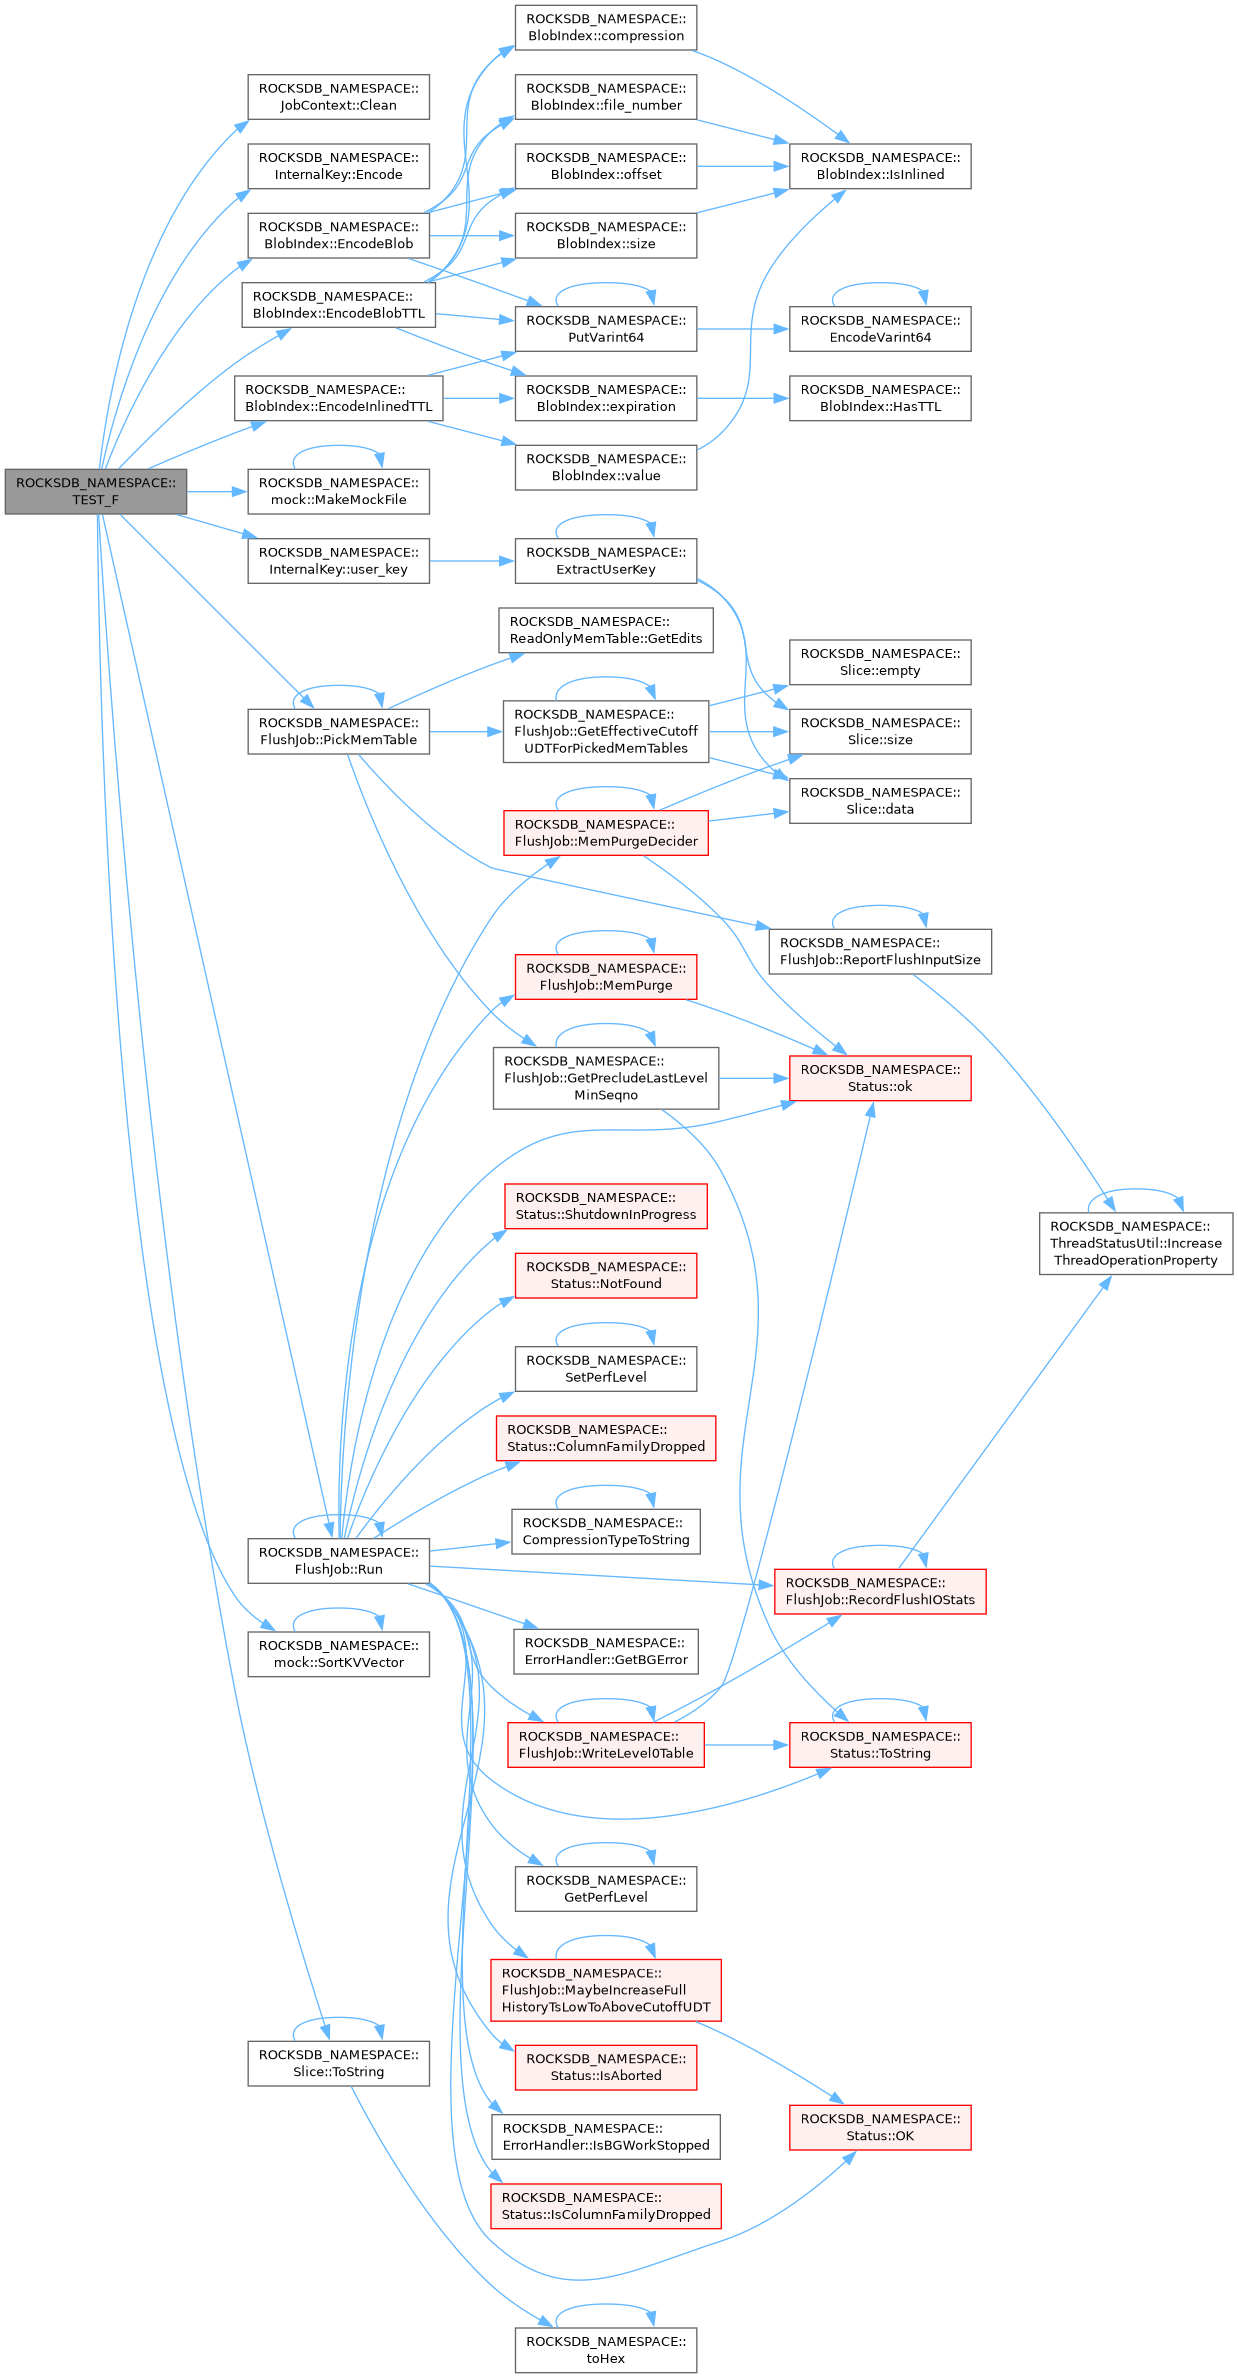 ROCKSDB_NAMESPACE::
TEST_F
ROCKSDB_NAMESPACE::
JobContext::Clean
ROCKSDB_NAMESPACE::
InternalKey::Encode
ROCKSDB_NAMESPACE::
BlobIndex::EncodeBlob
ROCKSDB_NAMESPACE::
BlobIndex::EncodeBlobTTL
ROCKSDB_NAMESPACE::
BlobIndex::EncodeInlinedTTL
ROCKSDB_NAMESPACE::
mock::MakeMockFile
ROCKSDB_NAMESPACE::
InternalKey::user_key
ROCKSDB_NAMESPACE::
FlushJob::PickMemTable
ROCKSDB_NAMESPACE::
FlushJob::Run
ROCKSDB_NAMESPACE::
mock::SortKVVector
ROCKSDB_NAMESPACE::
Slice::ToString
ROCKSDB_NAMESPACE::
BlobIndex::compression
ROCKSDB_NAMESPACE::
BlobIndex::file_number
ROCKSDB_NAMESPACE::
BlobIndex::offset
ROCKSDB_NAMESPACE::
BlobIndex::size
ROCKSDB_NAMESPACE::
PutVarint64
ROCKSDB_NAMESPACE::
BlobIndex::expiration
ROCKSDB_NAMESPACE::
BlobIndex::value
ROCKSDB_NAMESPACE::
ExtractUserKey
ROCKSDB_NAMESPACE::
ReadOnlyMemTable::GetEdits
ROCKSDB_NAMESPACE::
FlushJob::GetEffectiveCutoff
UDTForPickedMemTables
ROCKSDB_NAMESPACE::
FlushJob::MemPurgeDecider
ROCKSDB_NAMESPACE::
FlushJob::MemPurge
ROCKSDB_NAMESPACE::
FlushJob::GetPrecludeLastLevel
MinSeqno
ROCKSDB_NAMESPACE::
Status::ShutdownInProgress
ROCKSDB_NAMESPACE::
Status::NotFound
ROCKSDB_NAMESPACE::
SetPerfLevel
ROCKSDB_NAMESPACE::
Status::ColumnFamilyDropped
ROCKSDB_NAMESPACE::
CompressionTypeToString
ROCKSDB_NAMESPACE::
ErrorHandler::GetBGError
ROCKSDB_NAMESPACE::
FlushJob::WriteLevel0Table
ROCKSDB_NAMESPACE::
GetPerfLevel
ROCKSDB_NAMESPACE::
FlushJob::MaybeIncreaseFull
HistoryTsLowToAboveCutoffUDT
ROCKSDB_NAMESPACE::
Status::IsAborted
ROCKSDB_NAMESPACE::
ErrorHandler::IsBGWorkStopped
ROCKSDB_NAMESPACE::
Status::IsColumnFamilyDropped
ROCKSDB_NAMESPACE::
toHex
ROCKSDB_NAMESPACE::
BlobIndex::IsInlined
ROCKSDB_NAMESPACE::
EncodeVarint64
ROCKSDB_NAMESPACE::
BlobIndex::HasTTL
ROCKSDB_NAMESPACE::
Slice::empty
ROCKSDB_NAMESPACE::
Slice::size
ROCKSDB_NAMESPACE::
Slice::data
ROCKSDB_NAMESPACE::
FlushJob::ReportFlushInputSize
ROCKSDB_NAMESPACE::
Status::ok
ROCKSDB_NAMESPACE::
FlushJob::RecordFlushIOStats
ROCKSDB_NAMESPACE::
Status::ToString
ROCKSDB_NAMESPACE::
Status::OK
ROCKSDB_NAMESPACE::
ThreadStatusUtil::Increase
ThreadOperationProperty